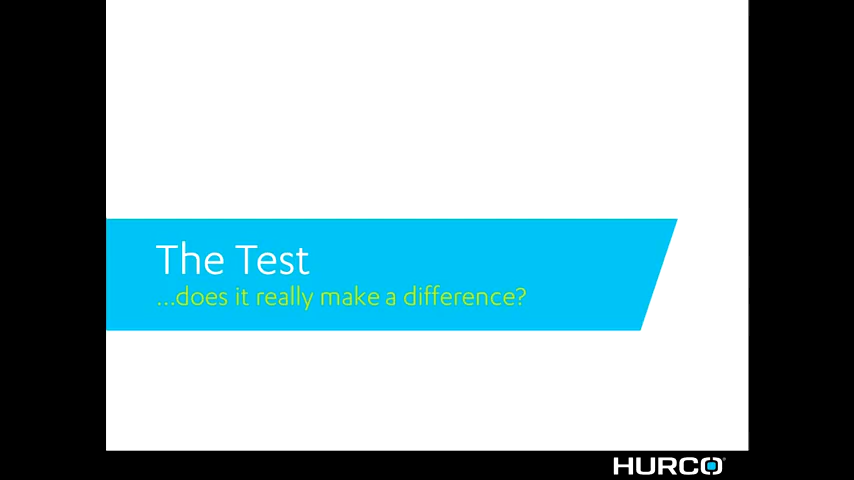 The Test
...does it really make a difference?
HURCO